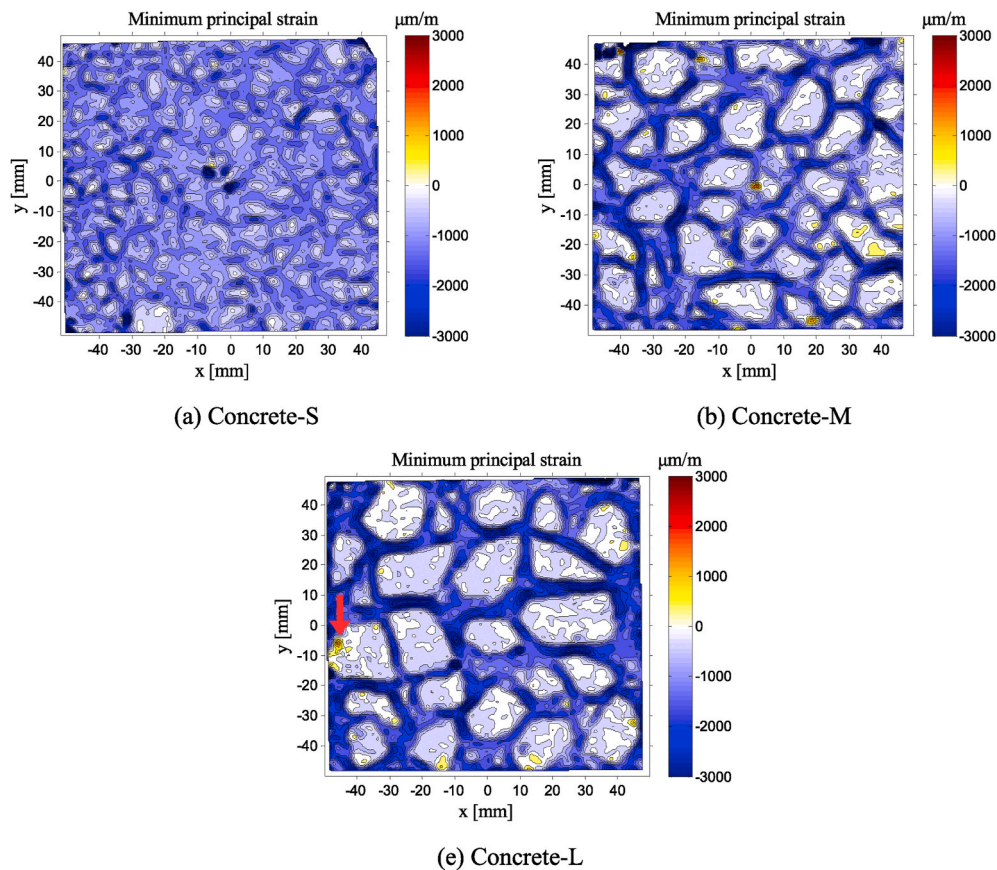 Minimum principal strain
μm/m
3000
2000
1000
0
-1000
-2000
-3000
40
30
20
10
0
-10
-20
-30
-40
y [mm]
-40 -30 -20 -10 0 10 20 30 40
x [mm]
(a) Concrete-S
Minimum principal strain
μm/m
3000
2000
1000
0
-1000
-2000
-3000
40
30
20
10
0
-10
-20
-30
-40
y [mm]
-40 -30 -20 -10 0 10 20 30 40
x [mm]
(b) Concrete-M
Minimum principal strain
μm/m
3000
2000
1000
0
-1000
-2000
-3000
40
30
20
10
0
-10
-20
-30
-40
y [mm]
-40 -30 -20 -10 0 10 20 30 40
x [mm]
(e) Concrete-L